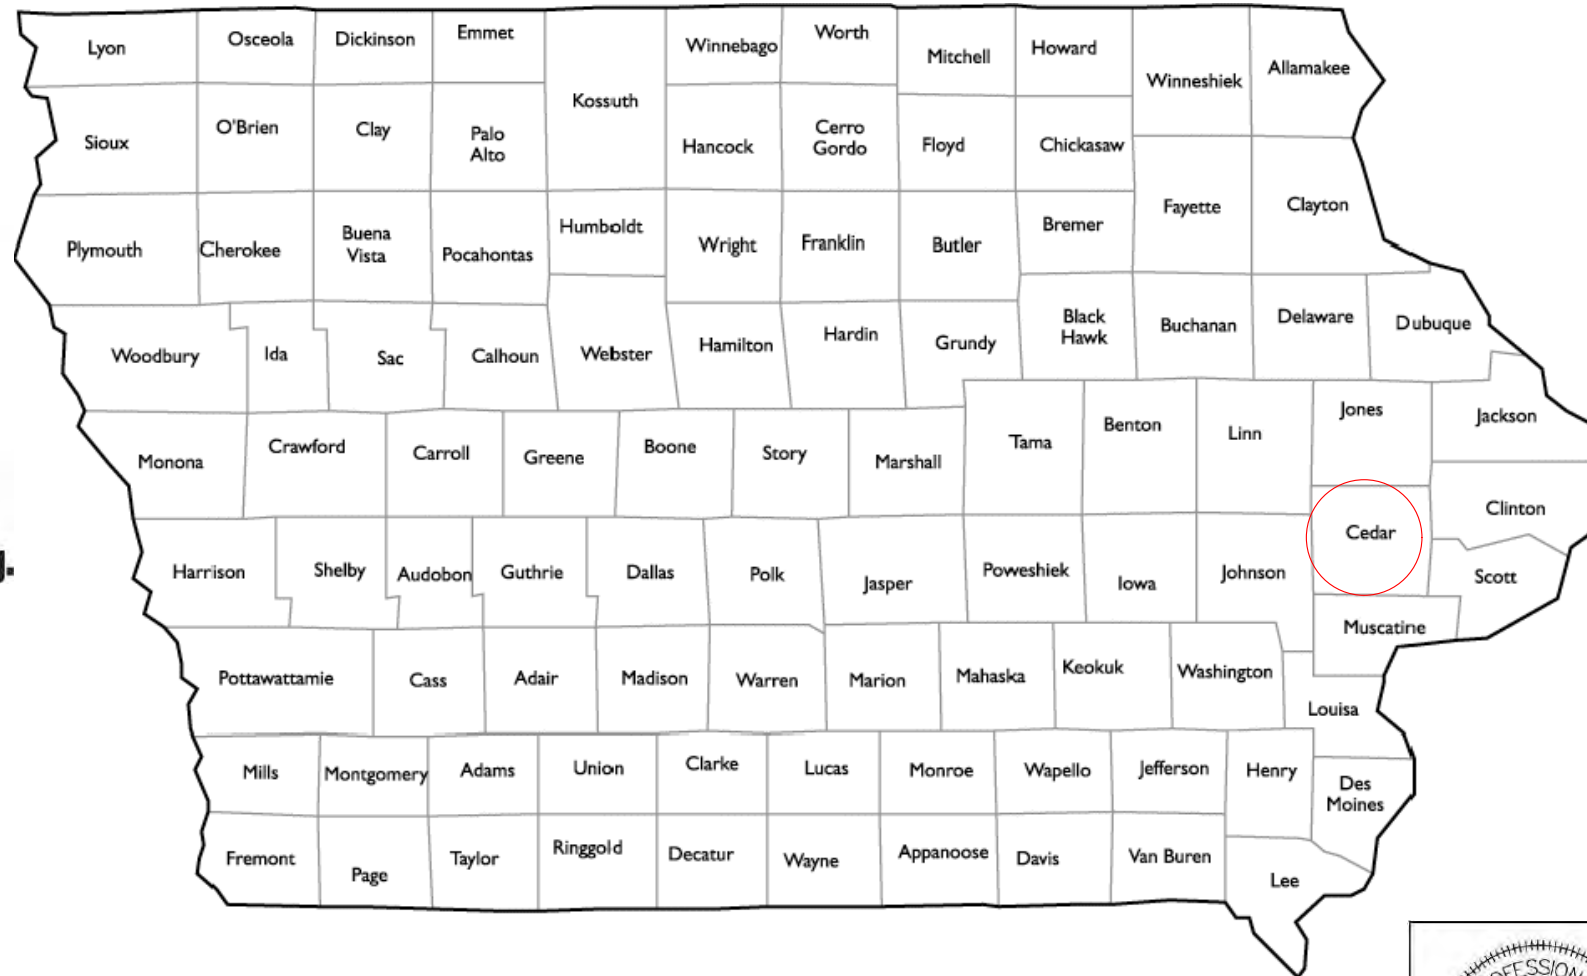 Lyon
Osceola
Dickinson
Emmet
Kossuth
Winnebago
Worth
Mitchell
Howard
Winneshiek
Allamakee
Sioux
O'Brien
Clay
Palo
Alto
Hancock
Cerro
Gordo
Floyd
Chickasaw
Fayette
Clayton
Plymouth
Cherokee
Buena
Vista
Pocahontas
Humboldt
Wright
Franklin
Butler
Bremer
Woodbury
Ida
Sac
Calhoun
Webster
Hamilton
Hardin
Grundy
Black
Hawk
Buchanan
Delaware
Dubuque
Monona
Crawford
Carroll
Greene
Boone
Story
Marshall
Tama
Benton
Linn
Jones
Jackson
Harrison
Shelby
Audobon
Guthrie
Dallas
Polk
Jasper
Poweshiek
Iowa
Johnson
Cedar
Clinton
Scott
Muscatine
Pottawattamie
Cass
Adair
Madison
Warren
Marion
Mahaska
Keokuk
Washington
Louisa
Mills
Montgomery
Adams
Union
Clarke
Lucas
Monroe
Wapello
Jefferson
Henry
Des
Moines
Fremont
Page
Taylor
Ringgold
Decatur
Wayne
Appanoose
Davis
Van Buren
Lee